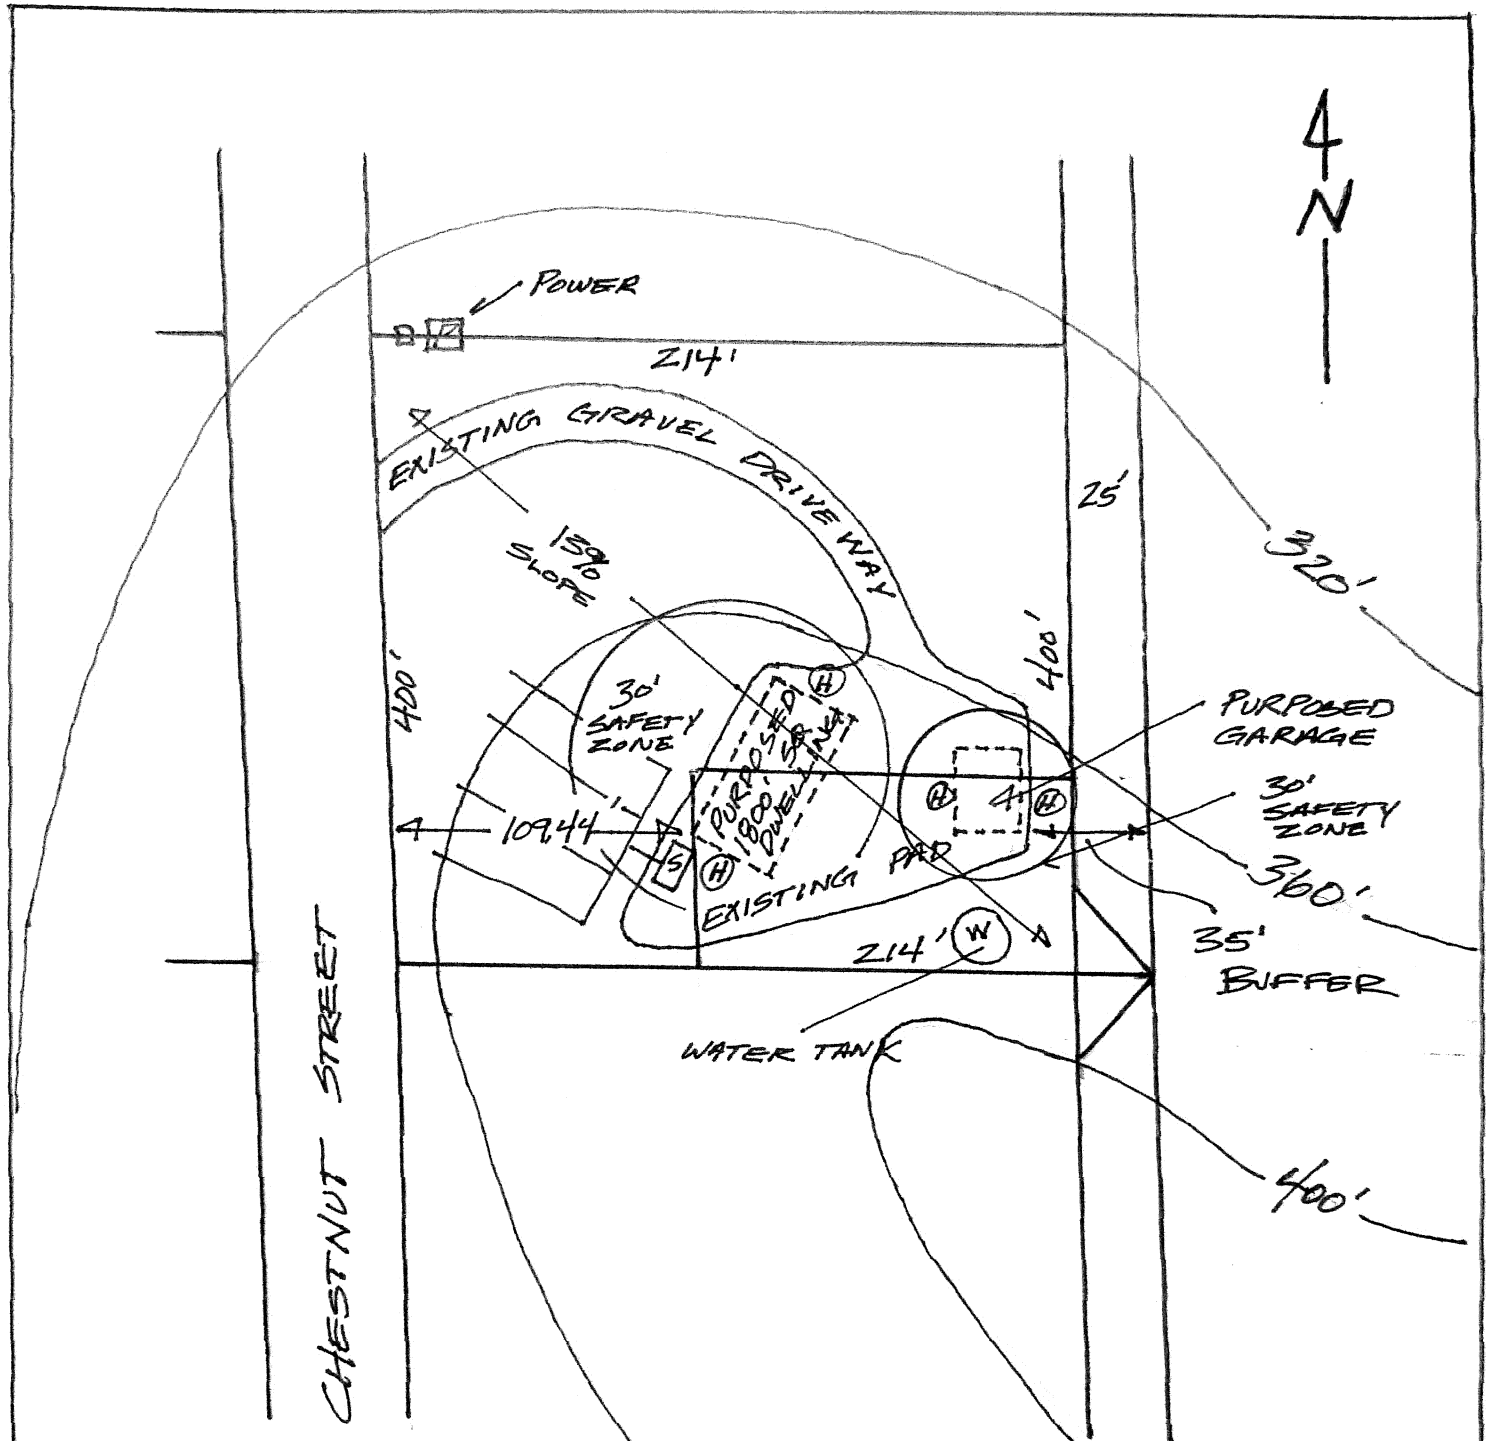 4
N
POWER
214'
EXISTING GRAVEL DRIVEWAY
25'
13%
SLOPE
320'
400'
400'
30'
SAFETY
ZONE
H
PURPOSED
1800' SQ
DWELLING
PURPOSED
GARAGE
H
H
30'
SAFETY
ZONE
109.44'
S
H
EXISTING PAD
360'
214'
W
35'
BUFFER
WATER TANK
400'
CHESTNUT STREET